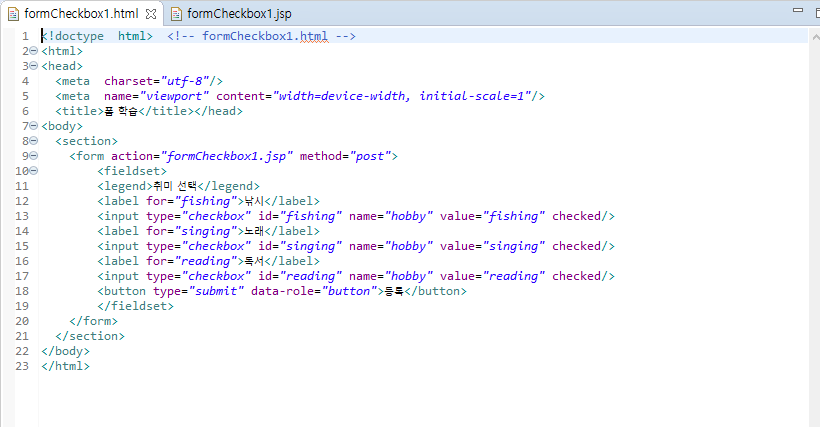 formCheckbox1.html formCheckbox1.jsp
1 <!doctype  html>  <!-- formCheckbox1.html -->
2 <html>
3 <head>
4   <meta  charset="utf-8"/>
5   <meta  name="viewport" content="width=device-width, initial-scale=1"/>
6   <title>폼 학습</title></head>
7 <body>
8   <section>
9     <form action="formCheckbox1.jsp" method="post">
10         <fieldset>
11         <legend>취미 선택</legend>
12         <label for="fishing">낚시</label>
13         <input type="checkbox" id="fishing" name="hobby" value="fishing" checked/>
14         <label for="singing">노래</label>
15         <input type="checkbox" id="singing" name="hobby" value="singing" checked/>
16         <label for="reading">독서</label>
17         <input type="checkbox" id="reading" name="hobby" value="reading" checked/>
18         <button type="submit" data-role="button">등록</button>
19         </fieldset>
20     </form>
21   </section>
22 </body>
23 </html>